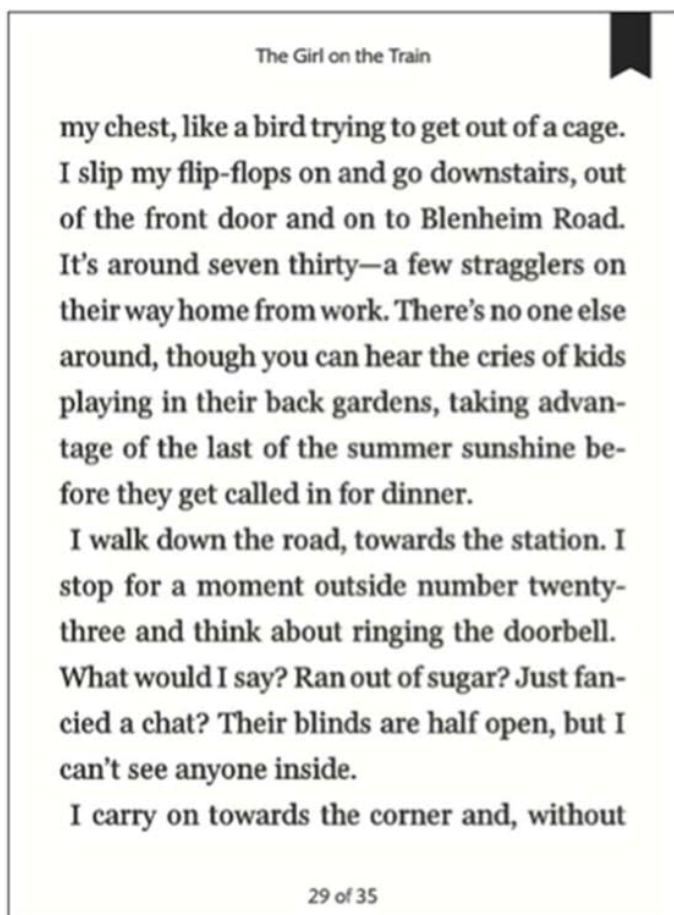 The Girl on the Train
my chest, like a bird trying to get out of a cage.
I slip my flip-flops on and go downstairs, out
of the front door and on to Blenheim Road.
It's around seven thirty—a few stragglers on
their way home from work. There's no one else
around, though you can hear the cries of kids
playing in their back gardens, taking advan-
tage of the last of the summer sunshine be-
fore they get called in for dinner.
I walk down the road, towards the station. I
stop for a moment outside number twenty-
three and think about ringing the doorbell.
What would I say? Ran out of sugar? Just fan-
cied a chat? Their blinds are half open, but I
can't see anyone inside.
I carry on towards the corner and, without
29 of 35